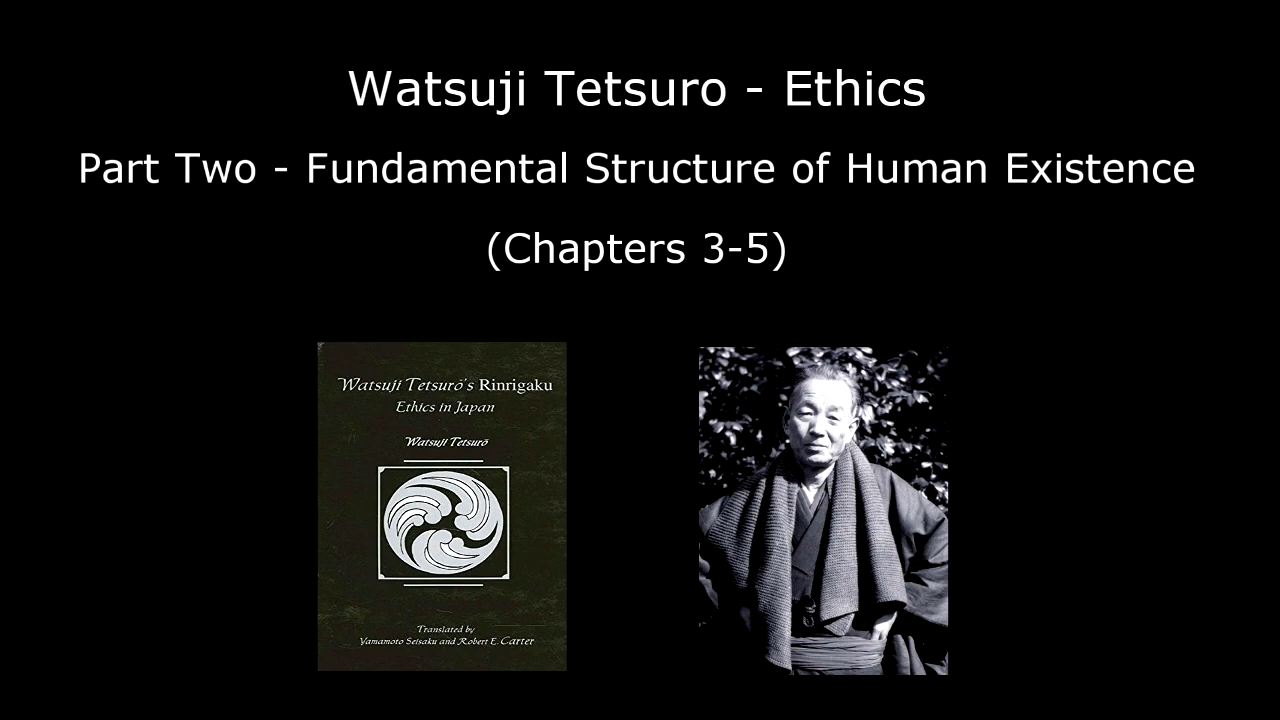 Watsuji Tetsuro - Ethics
Part Two - Fundamental Structure of Human Existence
(Chapters 3-5)
Watsuji Tetsurō's Rinrigaku
Ethics in Japan
Watsuji Tetsurō
Translated by
Yamamoto Seisaku and Robert E. Carter